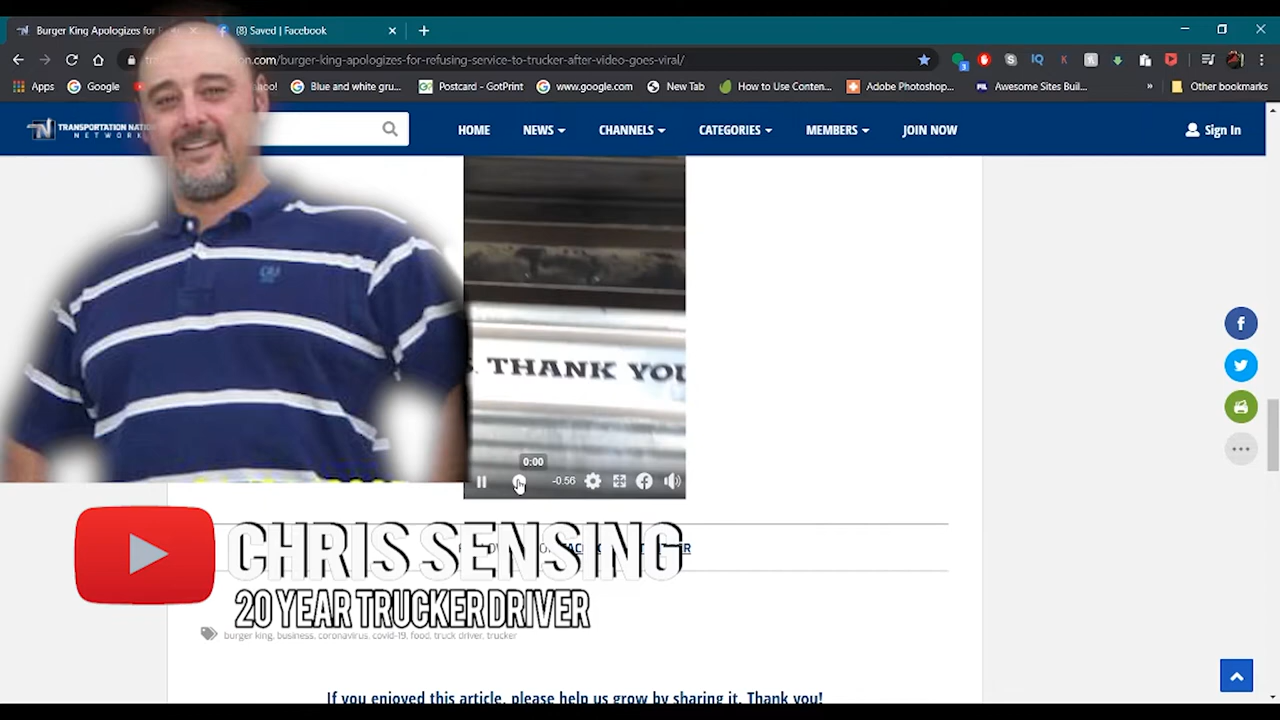 Burger King Apologizes for
(8) Saved | Facebook
.com/burger-king-apologizes-for-refusing-service-to-trucker-after-video-goes-viral/
Apps
Google
Blue and white gru...
Postcard - GotPrint
www.google.com
New Tab
How to Use Conten...
Adobe Photoshop...
Awesome Sites Buil...
»
Other bookmarks
TRANSPORTATION NATION
NETWORK
HOME
NEWS
CHANNELS
CATEGORIES
MEMBERS
JOIN NOW
Sign In
THANK YOU
0:00
-0:56
CHRIS SENSING
20 YEAR TRUCKER DRIVER
burger king, business, coronavirus, covid-19, food, truck driver, trucker
If you enjoyed this article, please help us grow by sharing it. Thank you!